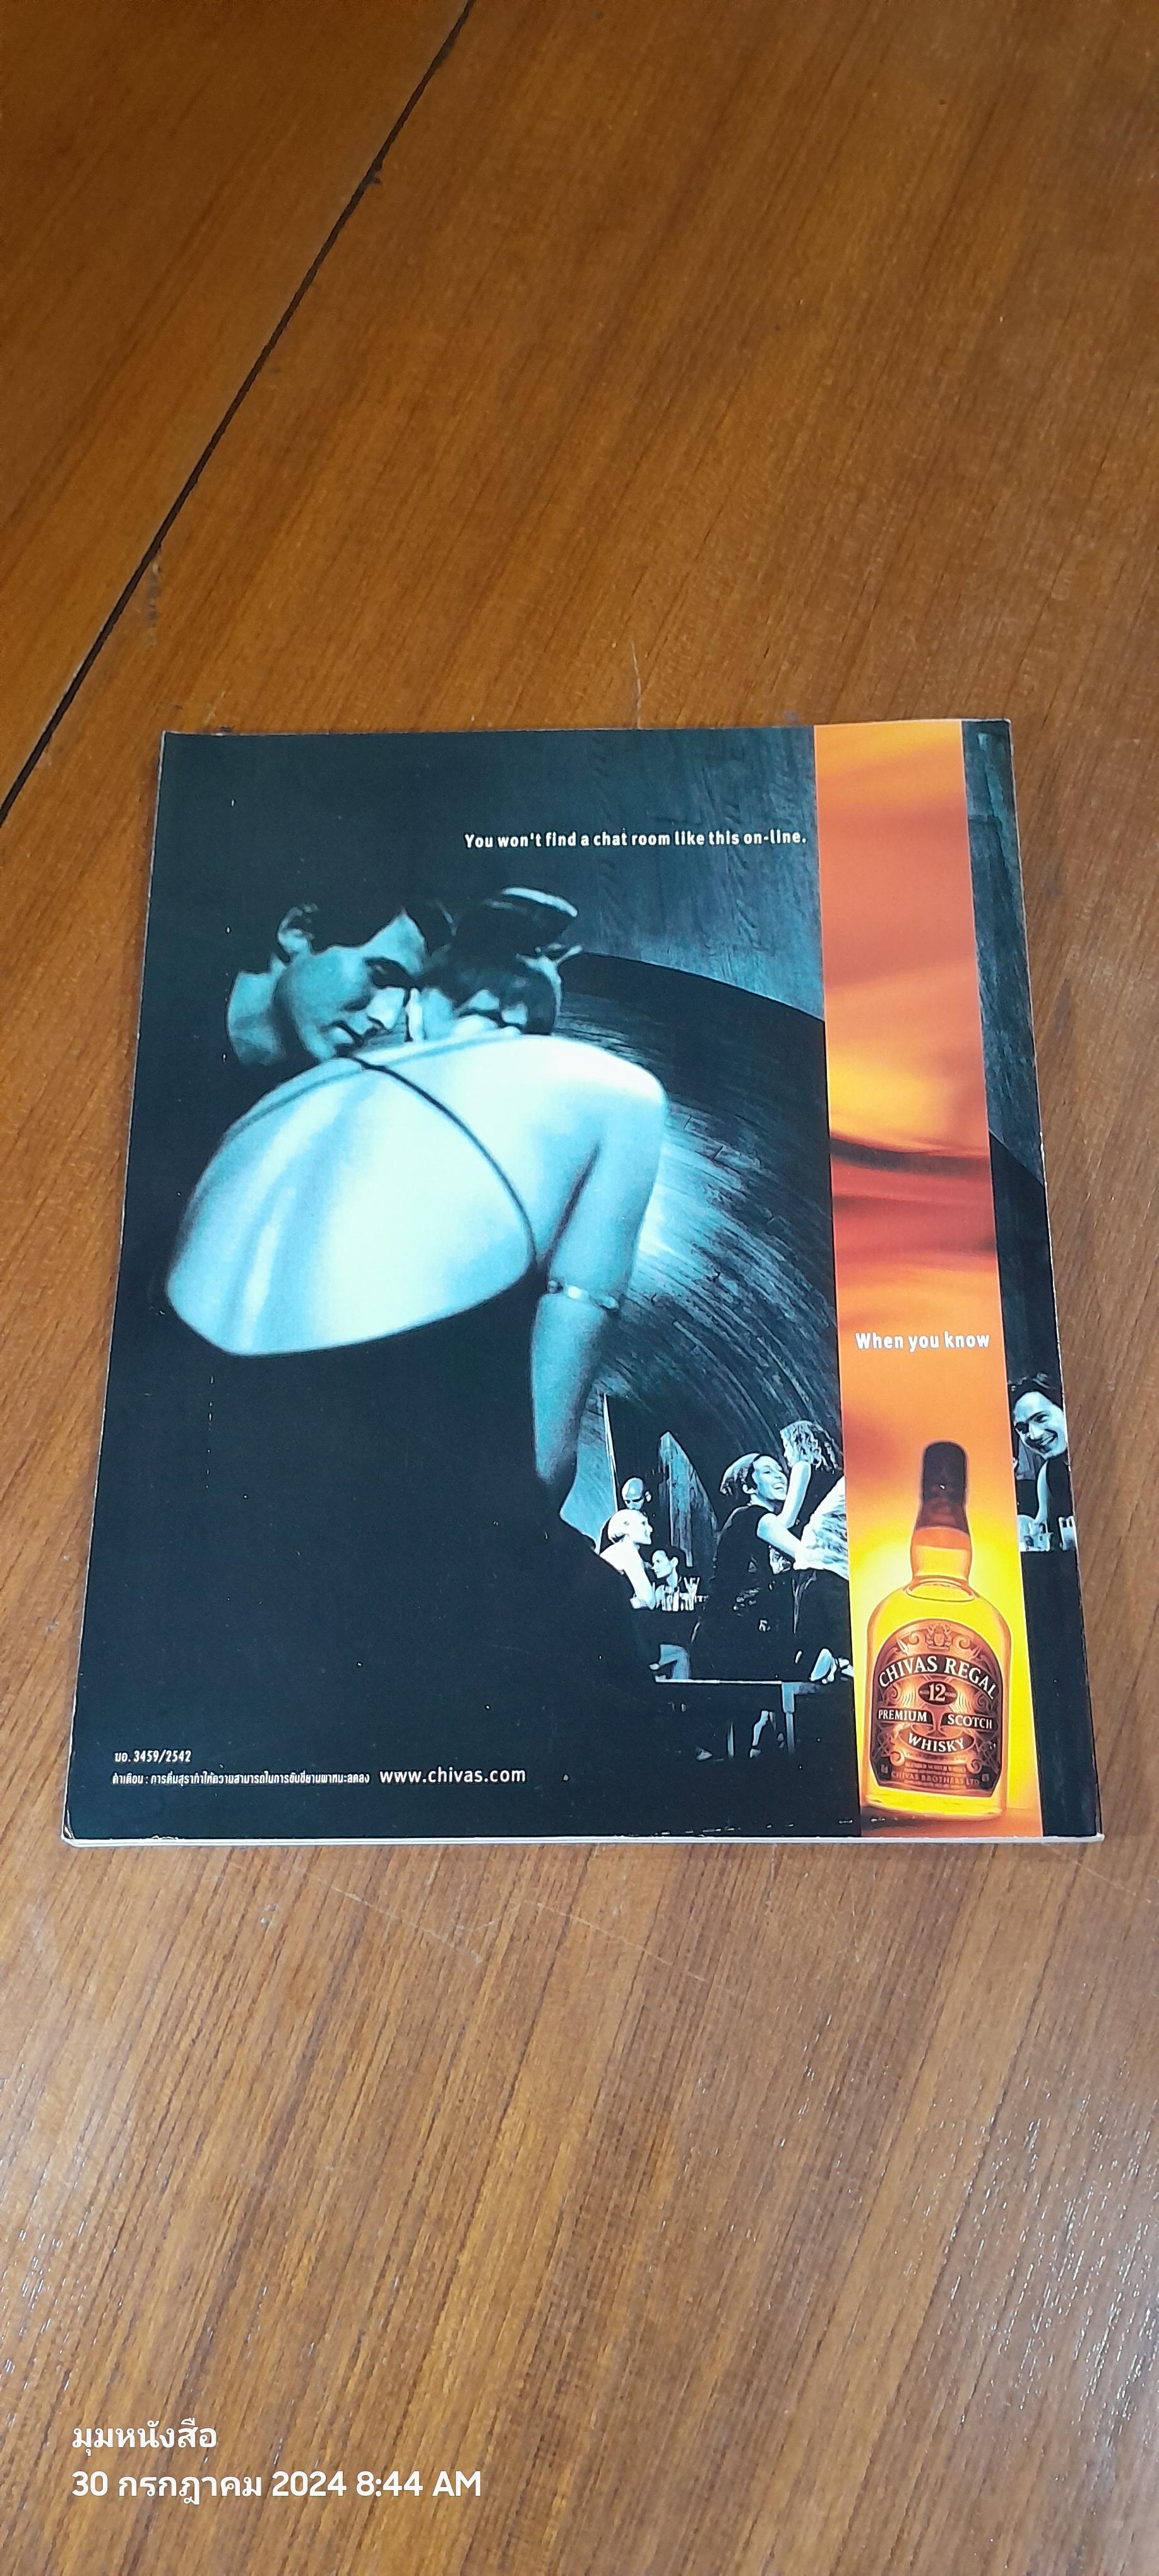 You won't find a chat room like this on-line.
When you know
CHIVAS REGAL
12
PREMIUM SCOTCH
WHISKY
CHIVAS BROTHERS LTD
มอ. 3459/2542
คำเตือน : การดื่มสุราทำให้ความสามารถในการขับขี่ยานพาหนะลดลง www.chivas.com
มุมหนังสือ
30 กรกฎาคม 2024 8:44 AM